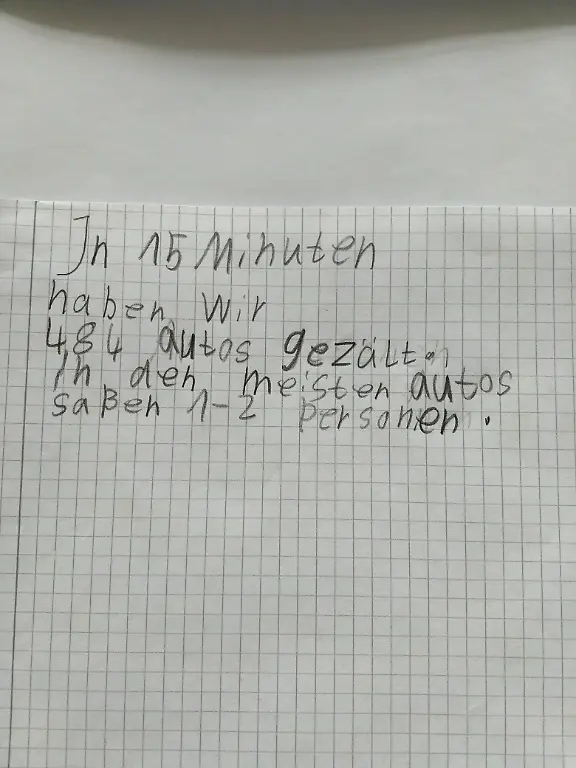 In 15 Minuten
haben wir
484 autos gezält.
in den meisten autos
saßen 1-2 personen.